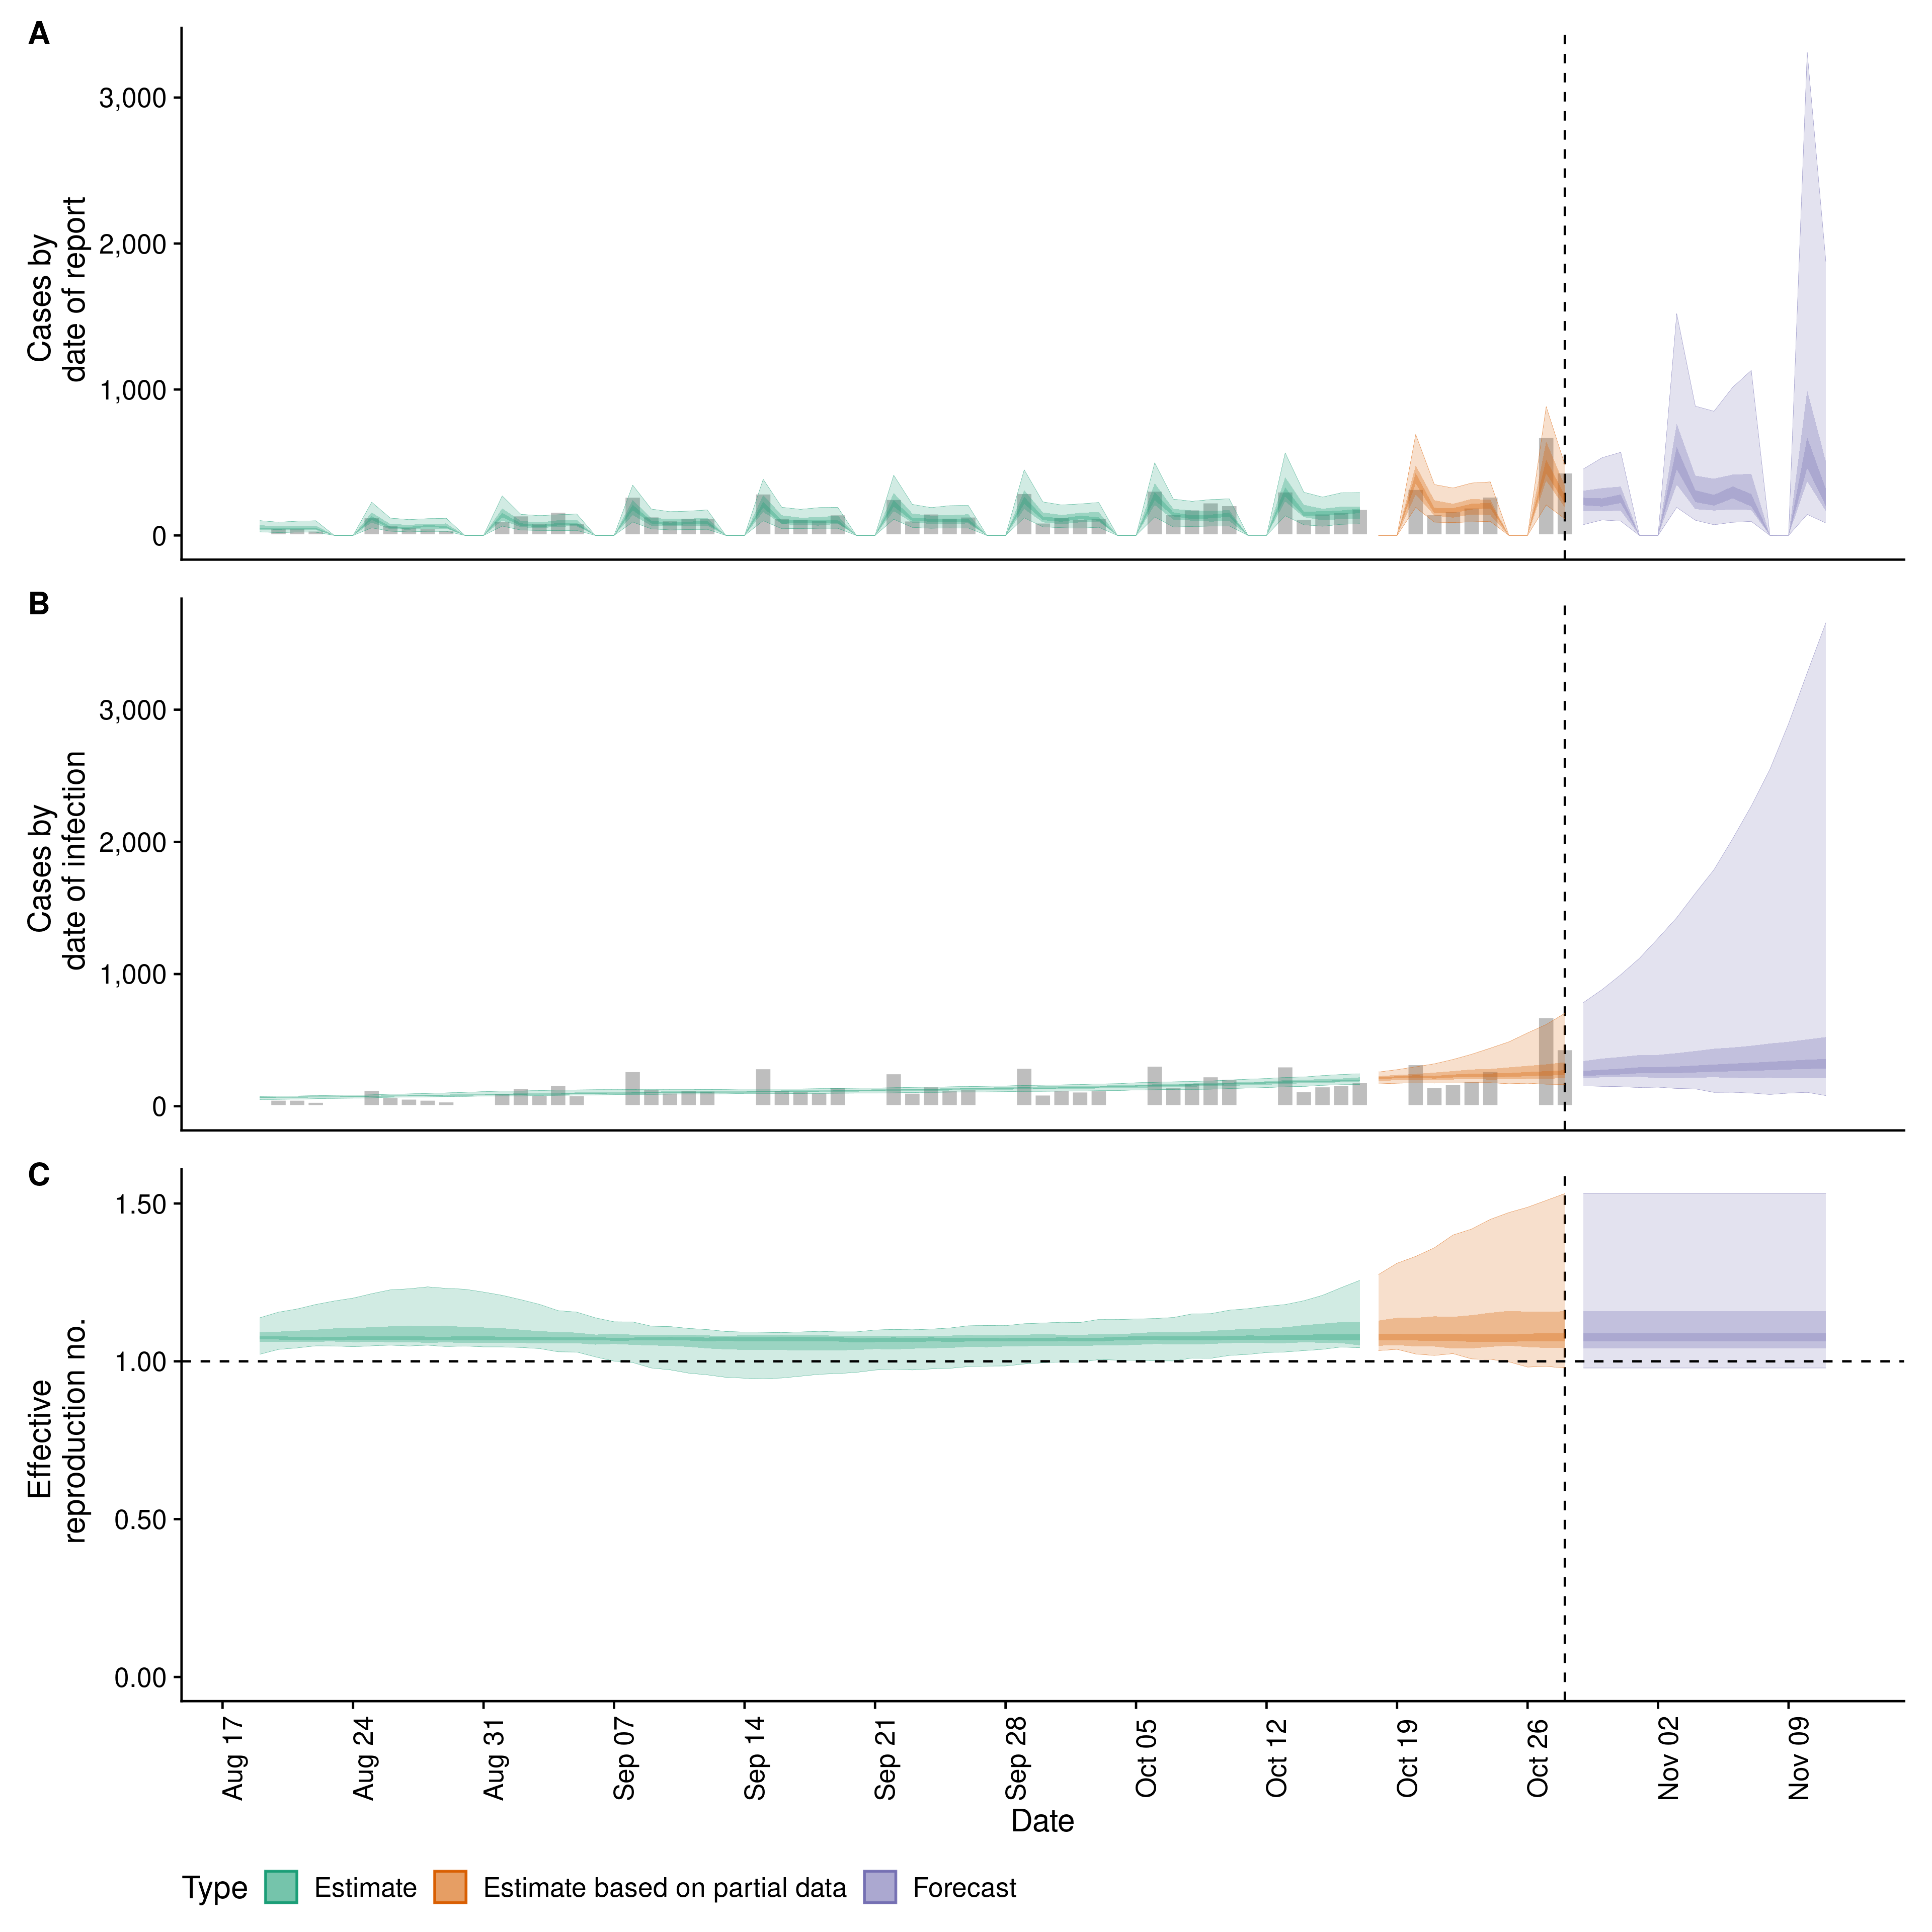 A
Cases by
date of report
3,000
2,000
1,000
0
B
Cases by
date of infection
3,000
2,000
1,000
0
C
Effective
reproduction no.
1.50
1.00
0.50
0.00
Aug 17
Aug 24
Aug 31
Sep 07
Sep 14
Sep 21
Sep 28
Oct 05
Oct 12
Oct 19
Oct 26
Nov 02
Nov 09
Date
Type Estimate Estimate based on partial data Forecast